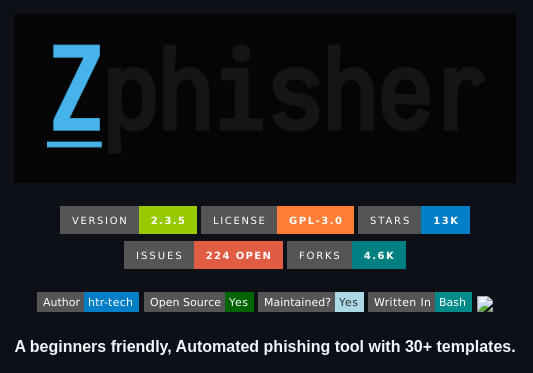 Zphisher
VERSION 2.3.5 LICENSE GPL-3.0 STARS 13K
ISSUES 224 OPEN FORKS 4.6K
Author htr-tech Open Source Yes Maintained? Yes Written In Bash
A beginners friendly, Automated phishing tool with 30+ templates.